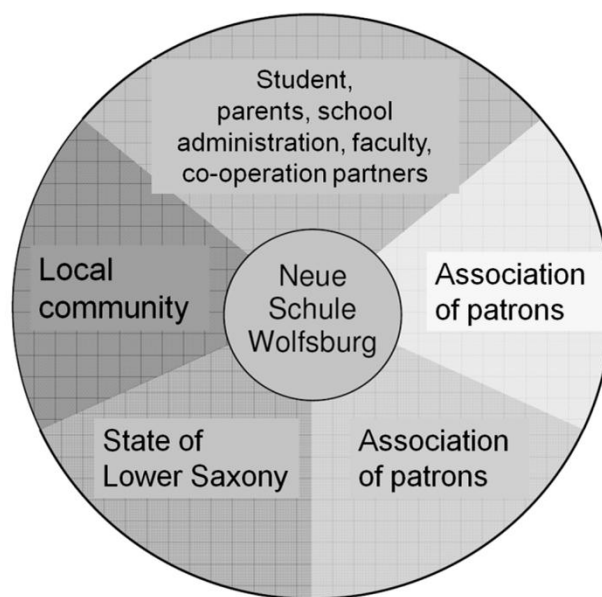 Student,
parents, school
administration, faculty,
co-operation partners
Local
community
Neue
Schule
Wolfsburg
Association
of patrons
State of
Lower Saxony
Association
of patrons